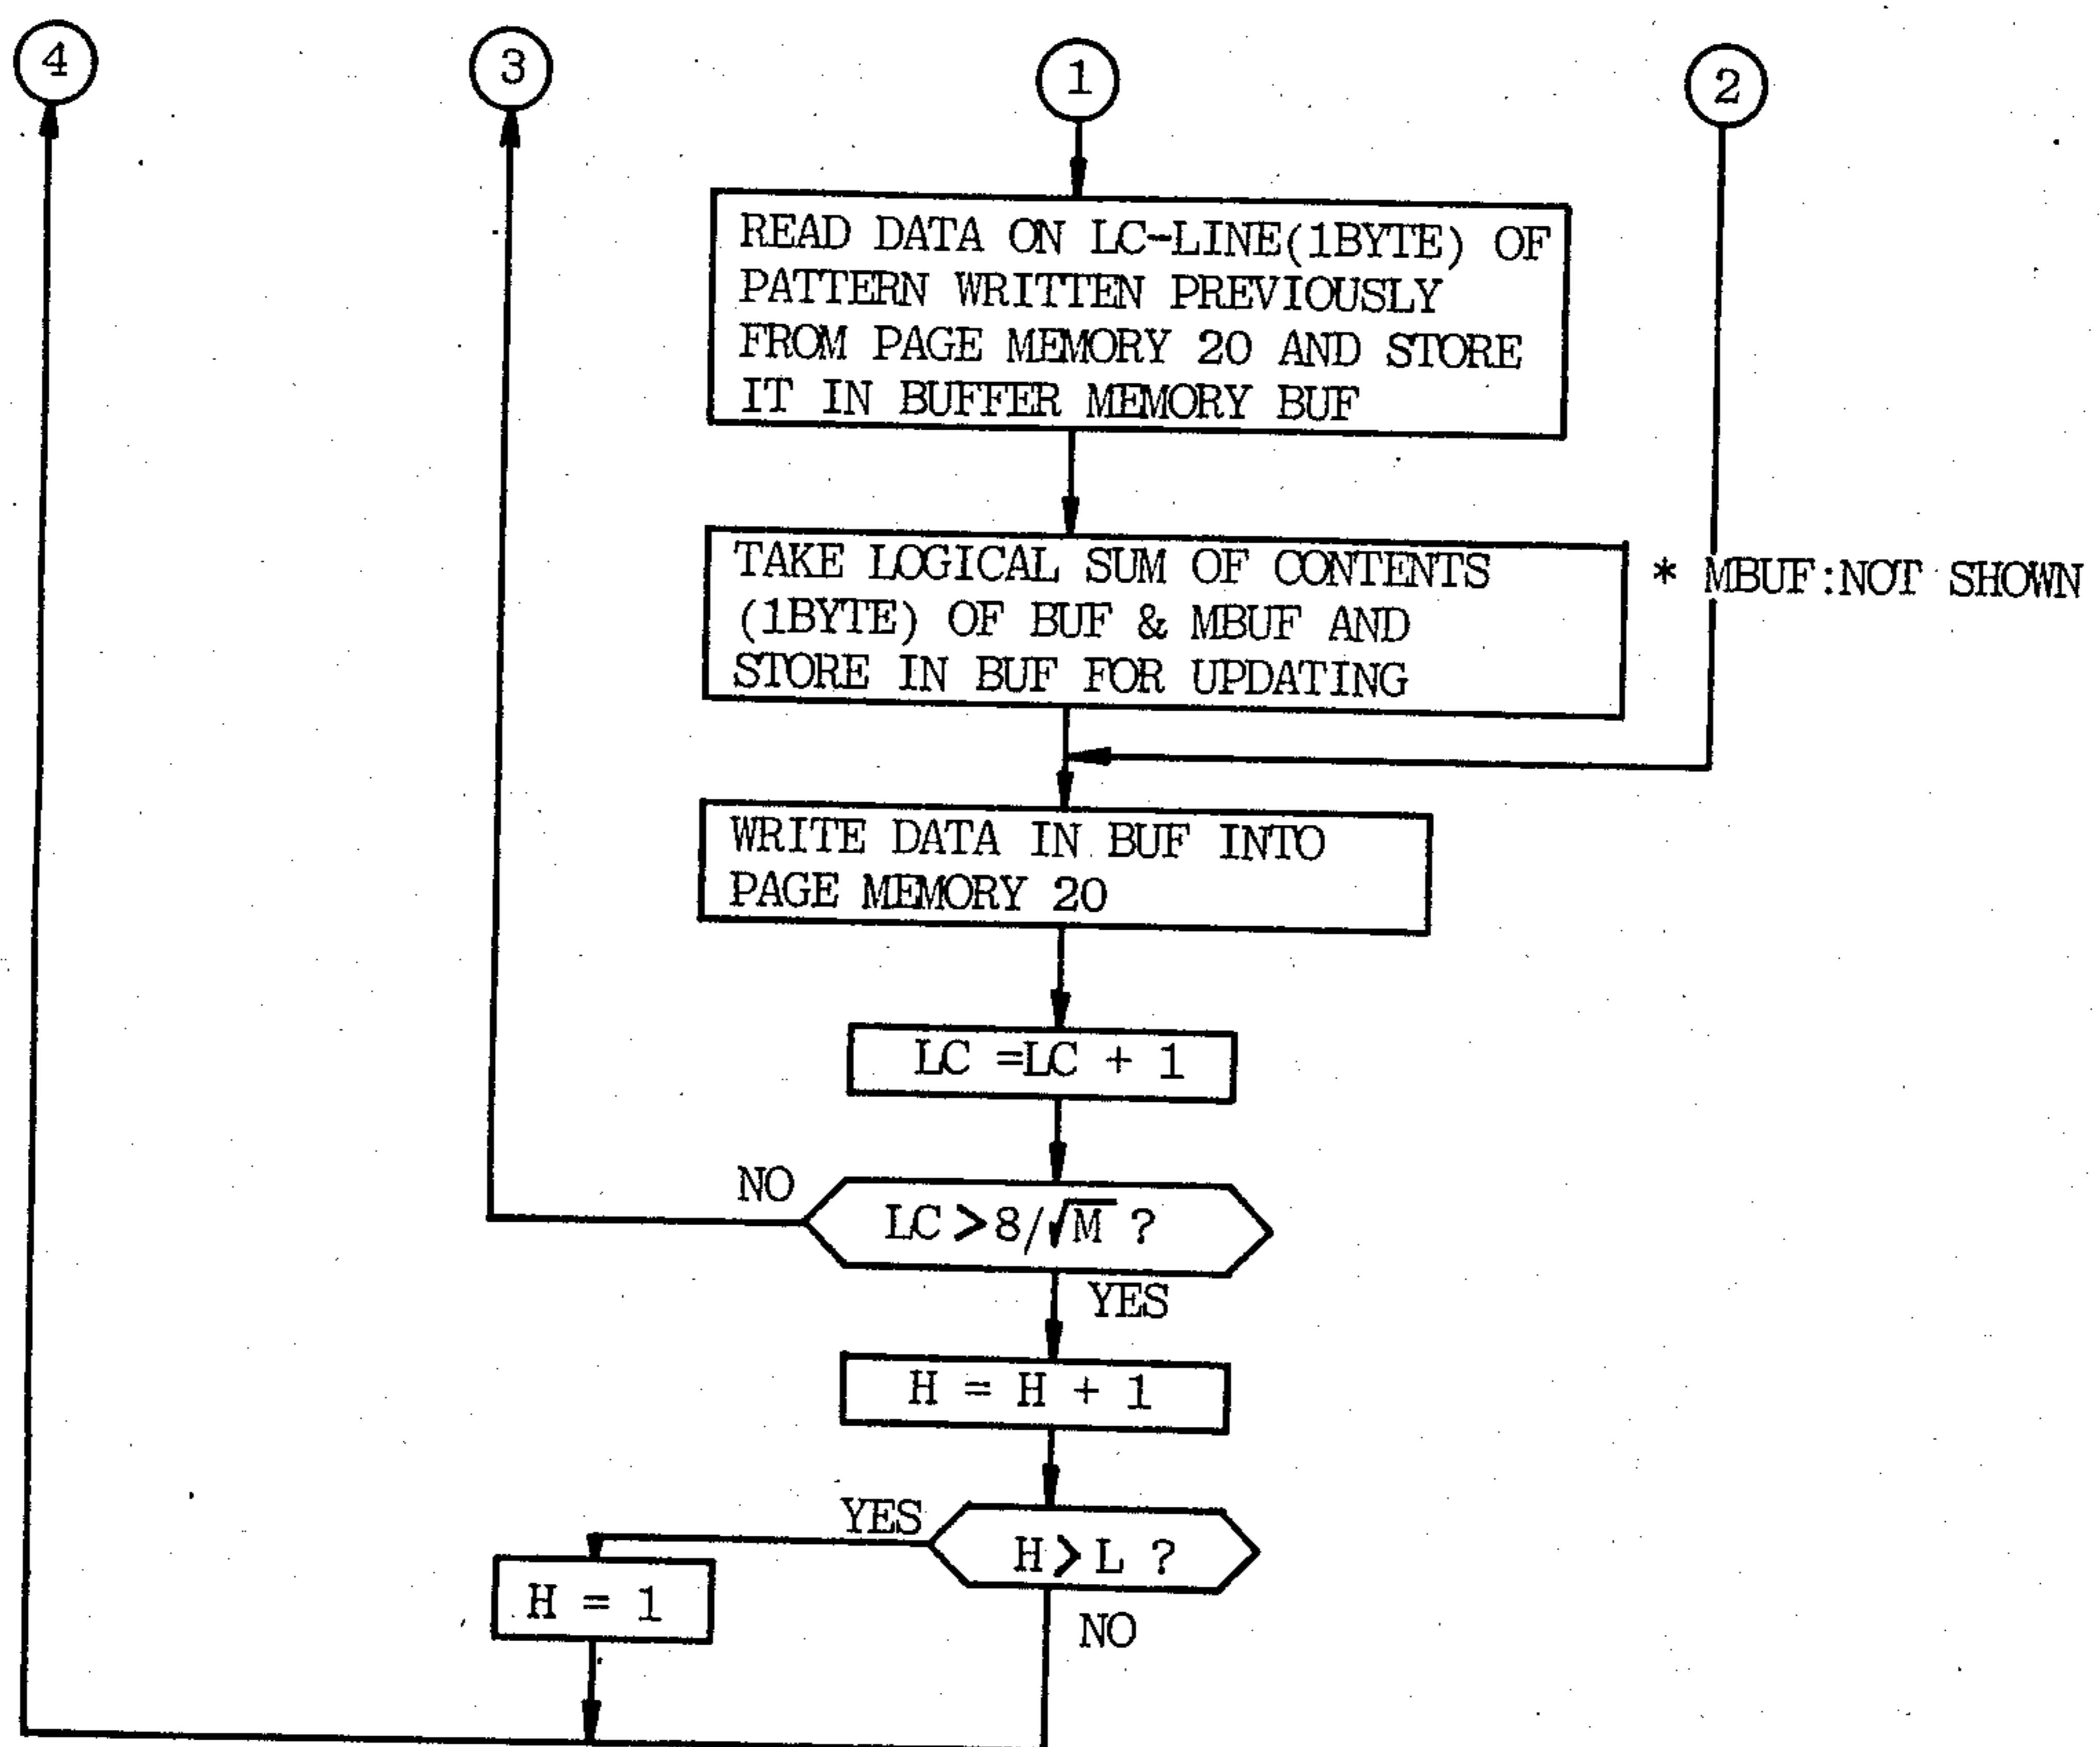 4
3
1
2
READ DATA ON LC-LINE(1BYTE) OF
PATTERN WRITTEN PREVIOUSLY
FROM PAGE MEMORY 20 AND STORE
IT IN BUFFER MEMORY BUF
TAKE LOGICAL SUM OF CONTENTS
(1BYTE) OF BUF & MBUF AND
STORE IN BUF FOR UPDATING
* MBUF:NOT SHOWN
WRITE DATA IN BUF INTO
PAGE MEMORY 20
LC =LC + 1
NO
LC>8/√M ?
YES
H = H + 1
YES
H>L ?
H = 1
NO